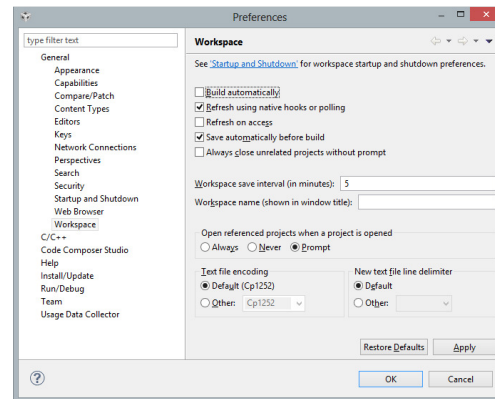 Preferences
type filter text
General
Appearance
Capabilities
Compare/Patch
Content Types
Editors
Keys
Network Connections
Perspectives
Search
Security
Startup and Shutdown
Web Browser
Workspace
C/C++
Code Composer Studio
Help
Install/Update
Run/Debug
Team
Usage Data Collector
Workspace
See 'Startup and Shutdown' for workspace startup and shutdown preferences.
Build automatically
Refresh using native hooks or polling
Refresh on access
Save automatically before build
Always close unrelated projects without prompt
Workspace save interval (in minutes): 5
Workspace name (shown in window title):
Open referenced projects when a project is opened
Always Never Prompt
Text file encoding
Default (Cp1252)
Other: Cp1252
New text file line delimiter
Default
Other:
Restore Defaults Apply
OK Cancel